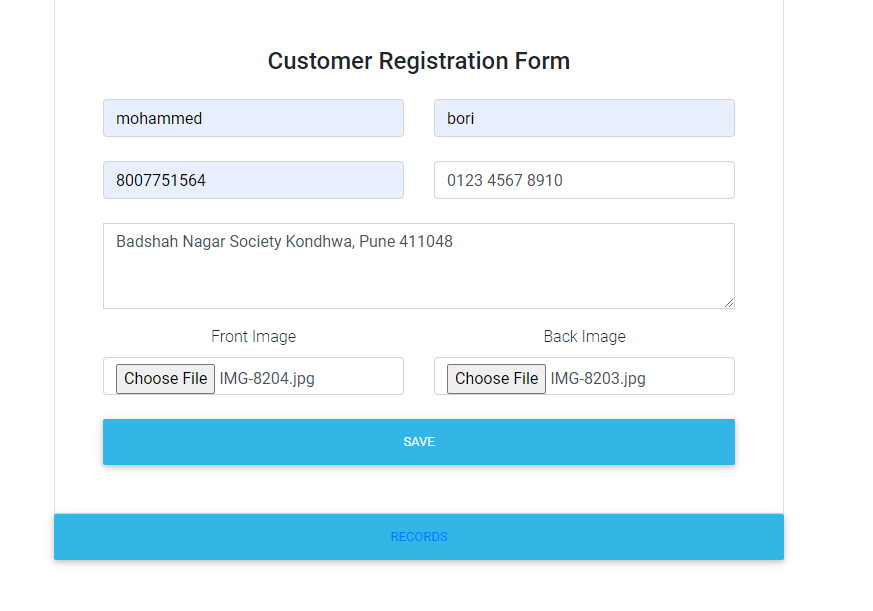 Customer Registration Form
mohammed bori
8007751564 0123 4567 8910
Badshah Nagar Society Kondhwa, Pune 411048
Front Image Back Image
Choose File IMG-8204.jpg Choose File IMG-8203.jpg
SAVE
RECORDS